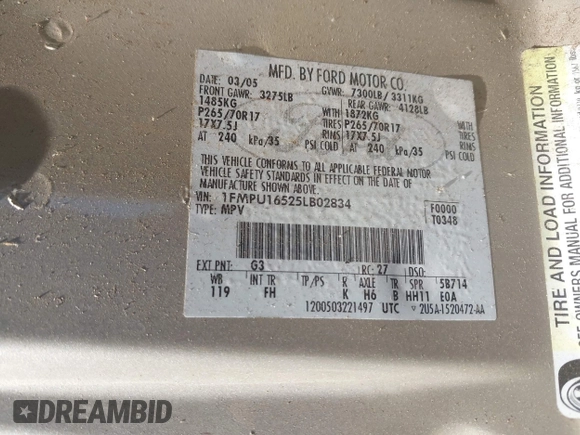 MFD. BY FORD MOTOR CO.
DATE: 03/05 GVWR: 7300LB/ 3311KG
FRONT GAWR: 3275LB REAR GAWR: 4128LB
1485KG WITH 1872KG WITH
P265/70R17 TIRES P265/70R17 TIRES
17X7.5J RIMS 17X7.5J RIMS
AT 240 kPa/35 PSI COLD AT 240 kPa/35 PSI COLD
THIS VEHICLE CONFORMS TO ALL APPLICABLE FEDERAL MOTOR
VEHICLE SAFETY STANDARDS IN EFFECT ON THE DATE OF
MANUFACTURE SHOWN ABOVE.
VIN: 1FMPU16525LB02834 F0000
TYPE: MPV T0348
EXT PNT: G3 RC: 27 DSO:
WB INT TR TP/PS R AXLE TR SPR 5B714
119 FH K H6 B HH11 E0A
1200503221497 UTC 2U5A-1520472-AA
TIRE AND LOAD INFORMATION
OWNERS MANUAL FOR ADDITIONAL
DREAMBID